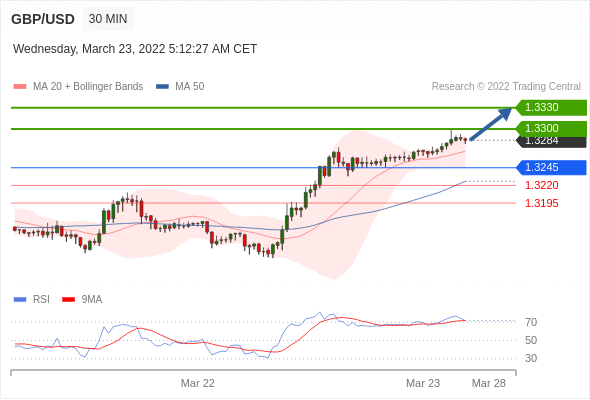 GBP/USD 30 MIN
Wednesday, March 23, 2022 5:12:27 AM CET
MA 20 + Bollinger Bands MA 50 Research © 2022 Trading Central
1.3330
1.3300
1.3284
1.3245
1.3220
1.3195
RSI 9MA
70
50
30
Mar 22 Mar 23 Mar 28